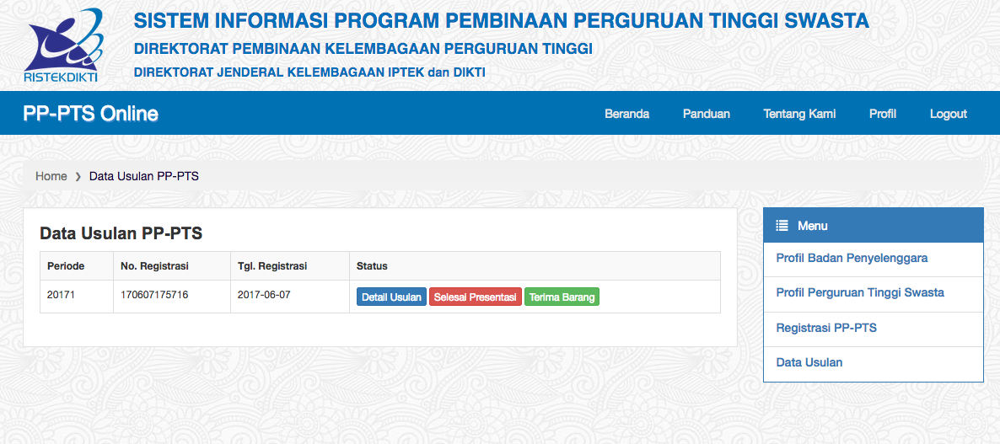 SISTEM INFORMASI PROGRAM PEMBINAAN PERGURUAN TINGGI SWASTA
DIREKTORAT PEMBINAAN KELEMBAGAAN PERGURUAN TINGGI
DIREKTORAT JENDERAL KELEMBAGAAN IPTEK dan DIKTI
RISTEKDIKTI
PP-PTS Online Beranda Panduan Tentang Kami Profil Logout
Home ❯ Data Usulan PP-PTS
Data Usulan PP-PTS
Periode No. Registrasi Tgl. Registrasi Status
20171 170607175716 2017-06-07 Detail Usulan Selesai Presentasi Terima Barang
Menu
Profil Badan Penyelenggara
Profil Perguruan Tinggi Swasta
Registrasi PP-PTS
Data Usulan